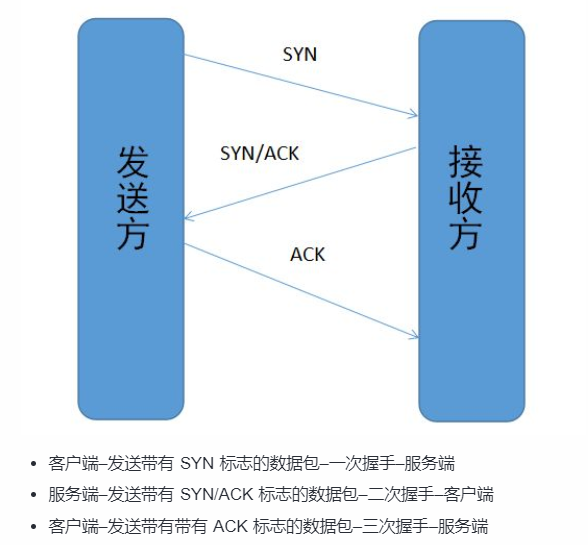 SYN
SYN/ACK
发送方
接收方
ACK
客户端–发送带有 SYN 标志的数据包–一次握手–服务端
服务端–发送带有 SYN/ACK 标志的数据包–二次握手–客户端
客户端–发送带有带有 ACK 标志的数据包–三次握手–服务端